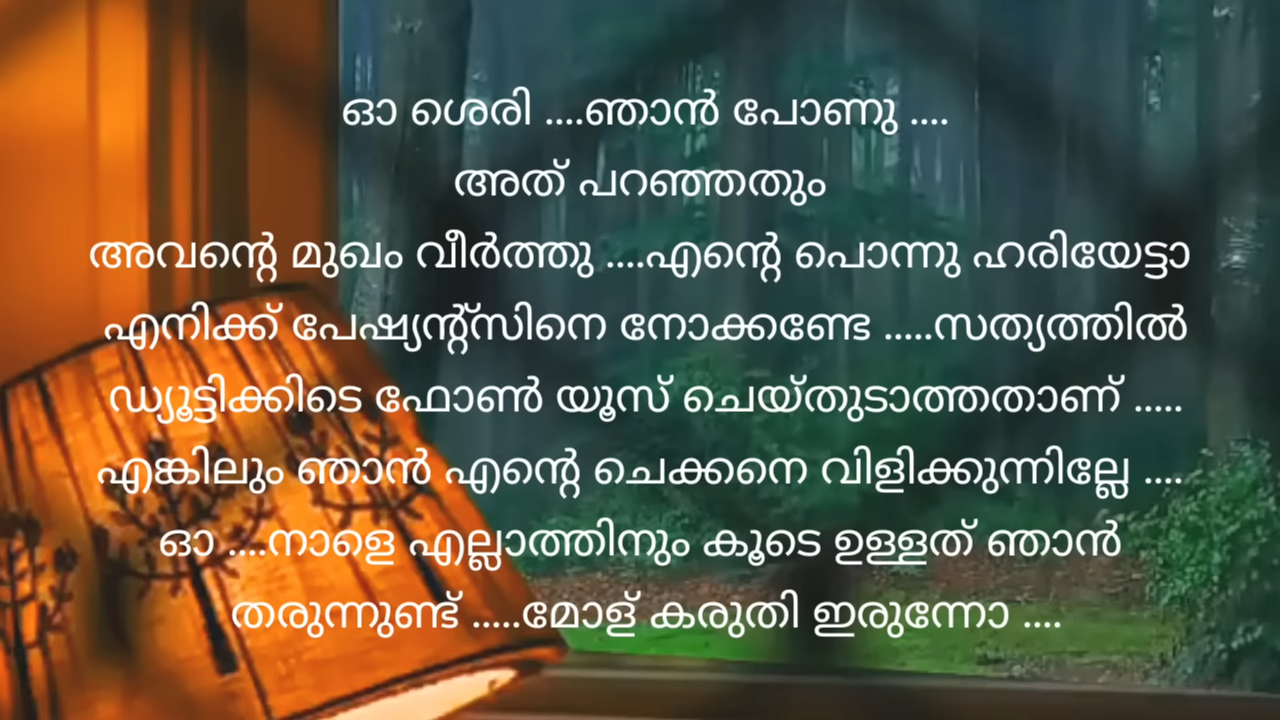 ഓ ശെരി ....ഞാൻ പോണു ....
അത് പറഞ്ഞതും
അവന്റെ മുഖം വീർത്തു ....എന്റെ പൊന്നു ഹരിയേട്ടാ
എനിക്ക് പേഷ്യന്റ്സിനെ നോക്കണ്ടേ .....സത്യത്തിൽ
ഡ്യൂട്ടിക്കിടെ ഫോൺ യൂസ് ചെയ്തുടാത്തതാണ് .....
എങ്കിലും ഞാൻ എന്റെ ചെക്കനെ വിളിക്കുന്നില്ലേ ....
ഓ ....നാളെ എല്ലാത്തിനും കൂടെ ഉള്ളത് ഞാൻ
തരുന്നുണ്ട് .....മോള് കരുതി ഇരുന്നോ ....